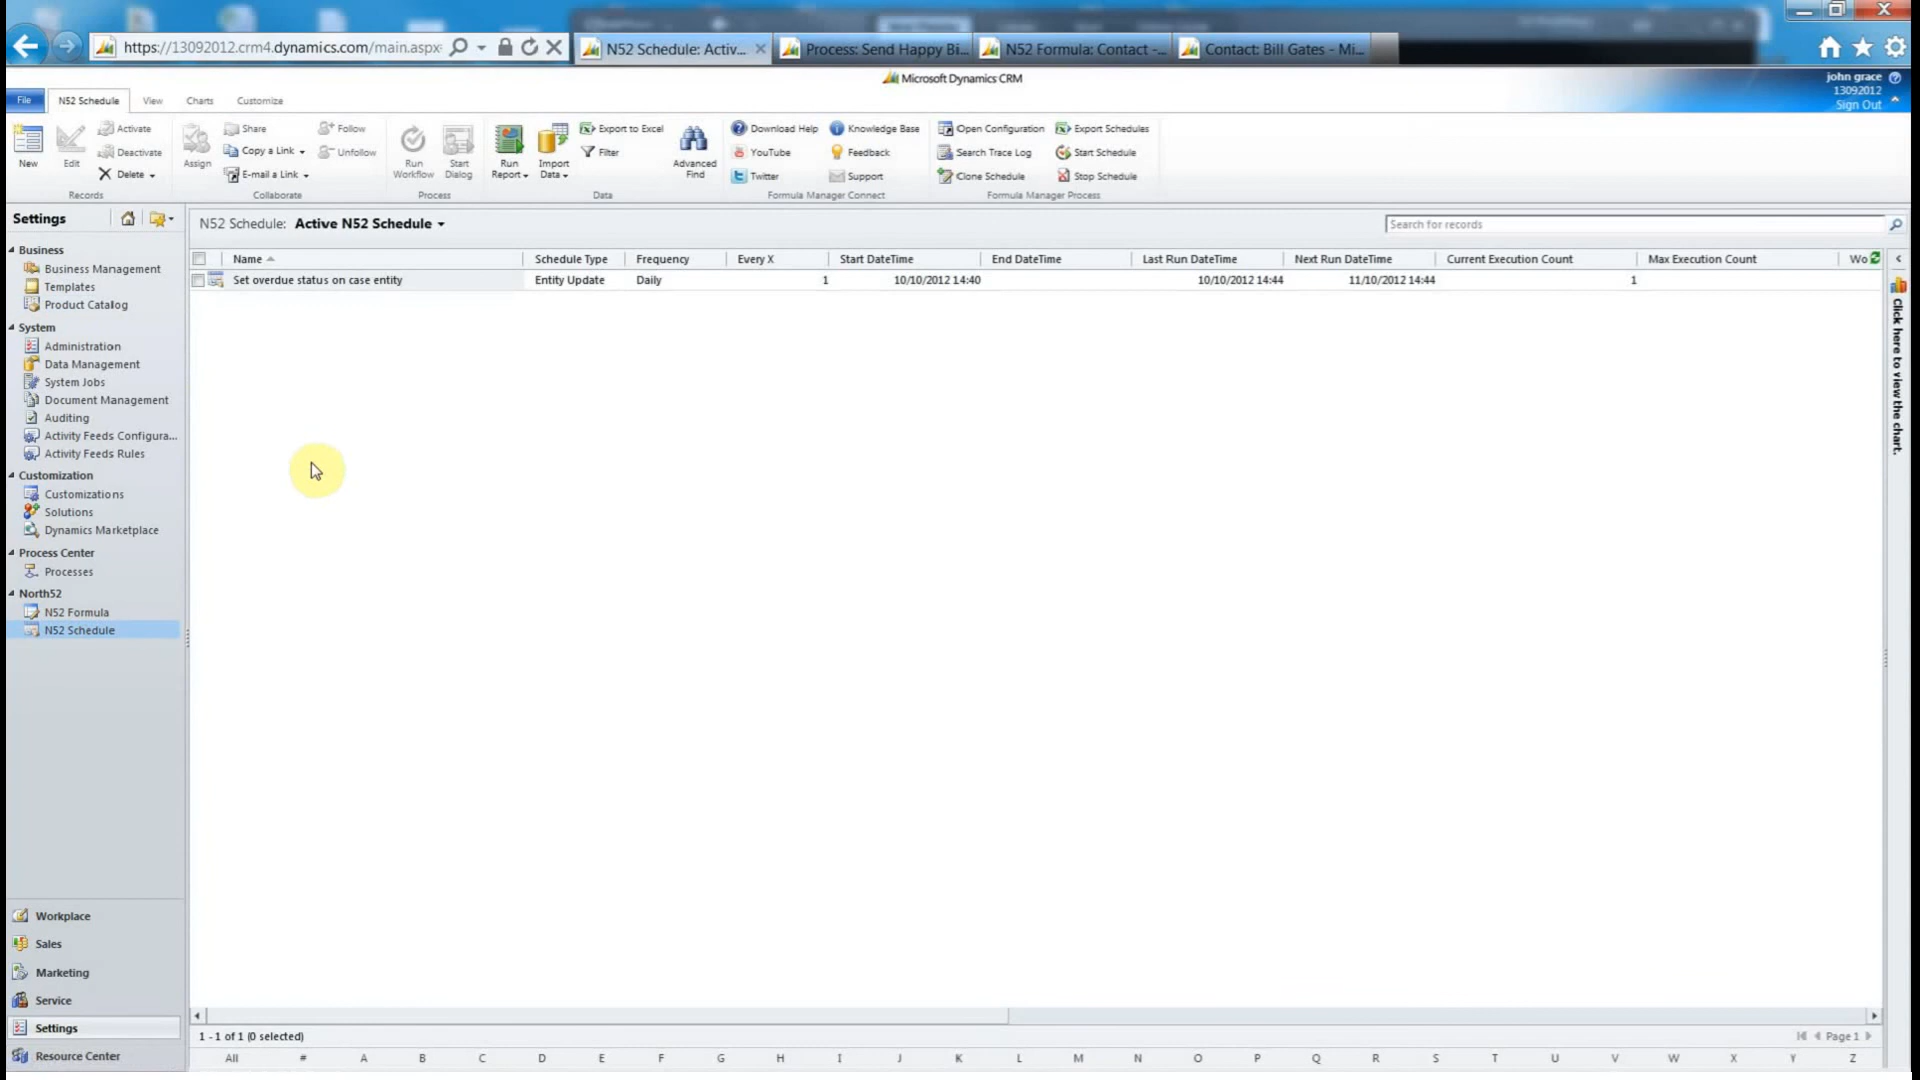 https://13092012.crm4.dynamics.com/main.aspx
N52 Schedule: Activ...
Process: Send Happy Bi...
N52 Formula: Contact -...
Contact: Bill Gates - Mi...
Microsoft Dynamics CRM
john grace
13092012
Sign Out
File
N52 Schedule
View
Charts
Customize
New
Edit
Activate
Deactivate
Delete
Records
Assign
Share
Copy a Link
E-mail a Link
Follow
Unfollow
Collaborate
Run Workflow
Start Dialog
Process
Run Report
Import Data
Export to Excel
Filter
Advanced Find
Data
Download Help
YouTube
Twitter
Knowledge Base
Feedback
Support
Formula Manager Connect
Open Configuration
Search Trace Log
Clone Schedule
Export Schedules
Start Schedule
Stop Schedule
Formula Manager Process
Settings
Business
Business Management
Templates
Product Catalog
System
Administration
Data Management
System Jobs
Document Management
Auditing
Activity Feeds Configura...
Activity Feeds Rules
Customization
Customizations
Solutions
Dynamics Marketplace
Process Center
Processes
North52
N52 Formula
N52 Schedule
Workplace
Sales
Marketing
Service
Settings
Resource Center
N52 Schedule: Active N52 Schedule
Search for records
Name Schedule Type Frequency Every X Start DateTime End DateTime Last Run DateTime Next Run DateTime Current Execution Count Max Execution Count Wo
Set overdue status on case entity Entity Update Daily 1 10/10/2012 14:40 10/10/2012 14:44 11/10/2012 14:44 1
Click here to view the chart.
1 - 1 of 1 (0 selected)
Page 1
All # A B C D E F G H I J K L M N O P Q R S T U V W X Y Z